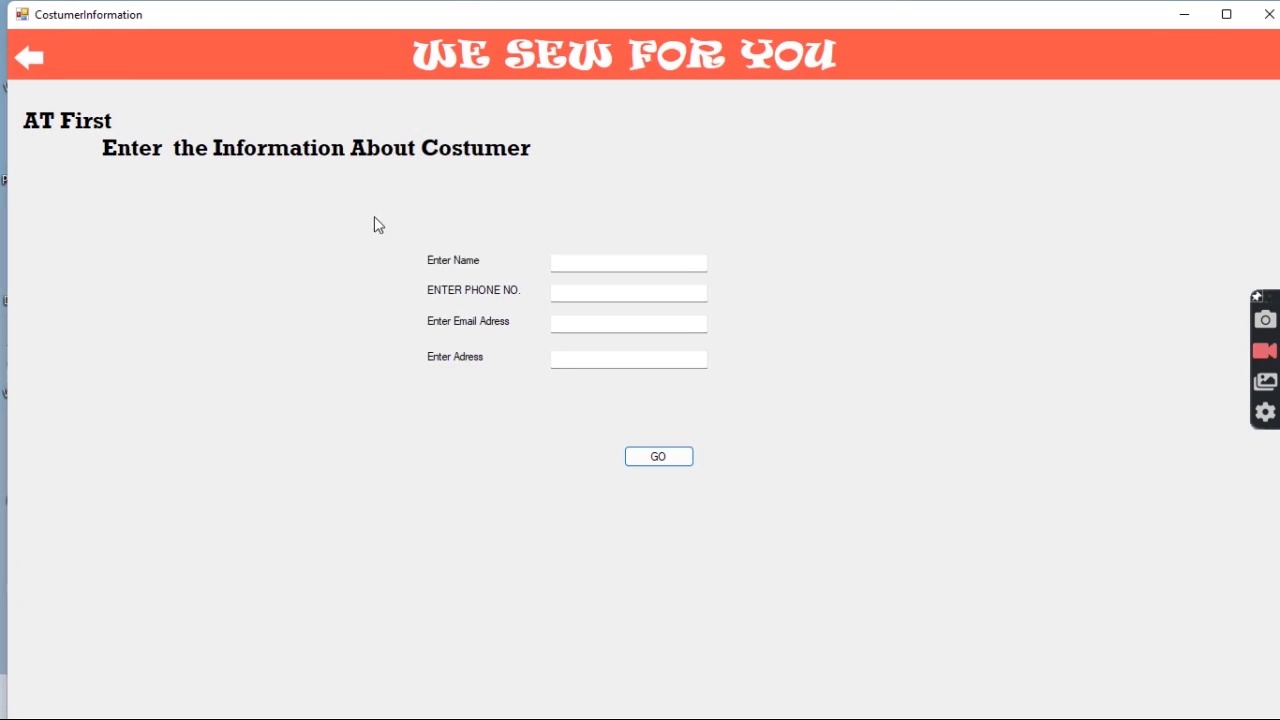 CostumerInformation
WE SEW FOR YOU
AT First
Enter the Information About Costumer
Enter Name
ENTER PHONE NO.
Enter Email Adress
Enter Adress
GO